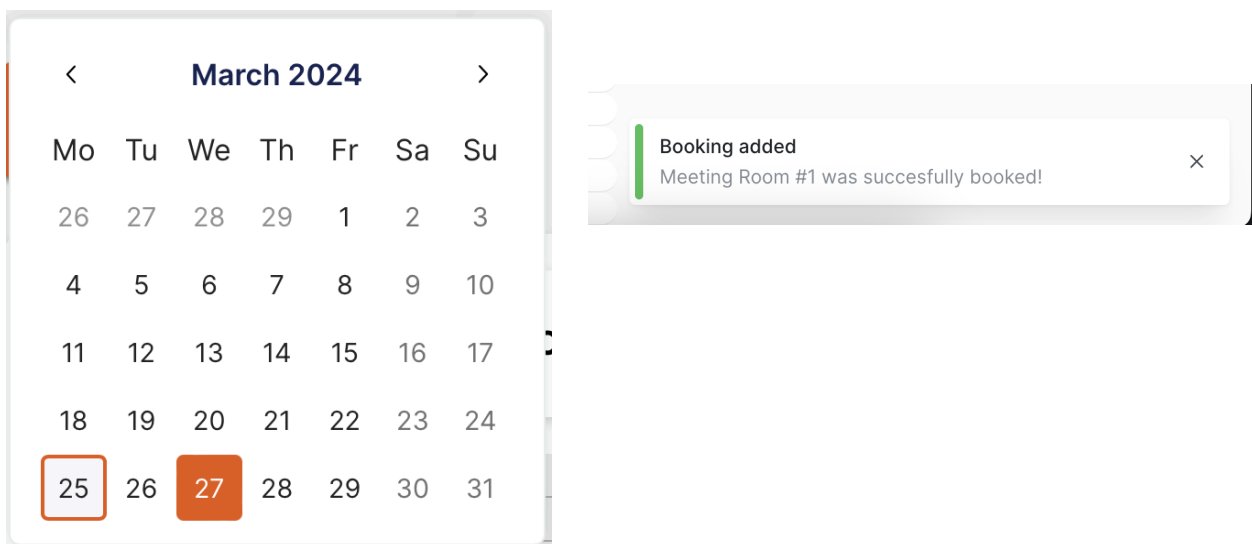 March 2024
Mo Tu We Th Fr Sa Su
26 27 28 29 1 2 3
4 5 6 7 8 9 10
11 12 13 14 15 16 17
18 19 20 21 22 23 24
25 26 27 28 29 30 31
Booking added
Meeting Room #1 was succesfully booked!